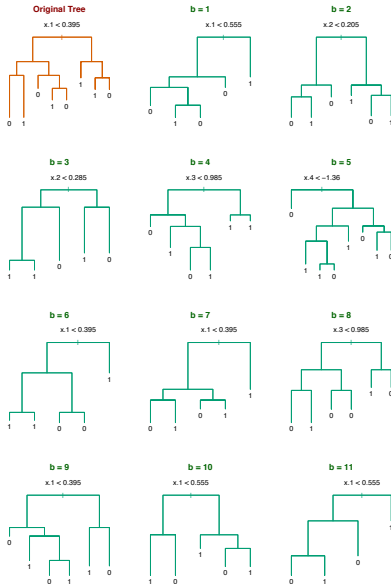 Original Tree
x.1 < 0.395
0 1
0
1 0
1
1 0
b = 1
x.1 < 0.555
0
1 0
0
1
b = 2
x.2 < 0.205
0 1
0
1
0
1
b = 3
x.2 < 0.285
1 1
0
1 0
b = 4
x.3 < 0.985
0
1
0 1
1 1
b = 5
x.4 < −1.36
0
1
1 0
1
0
1 0
b = 6
x.1 < 0.395
1 1 0 0
1
b = 7
x.1 < 0.395
0 1
0 1
1
b = 8
x.3 < 0.985
0 1
0 0
1 0
b = 9
x.1 < 0.395
0
1
0 1
1 0
b = 10
x.1 < 0.555
1 0
1
0 1
b = 11
x.1 < 0.555
1 0
0
1